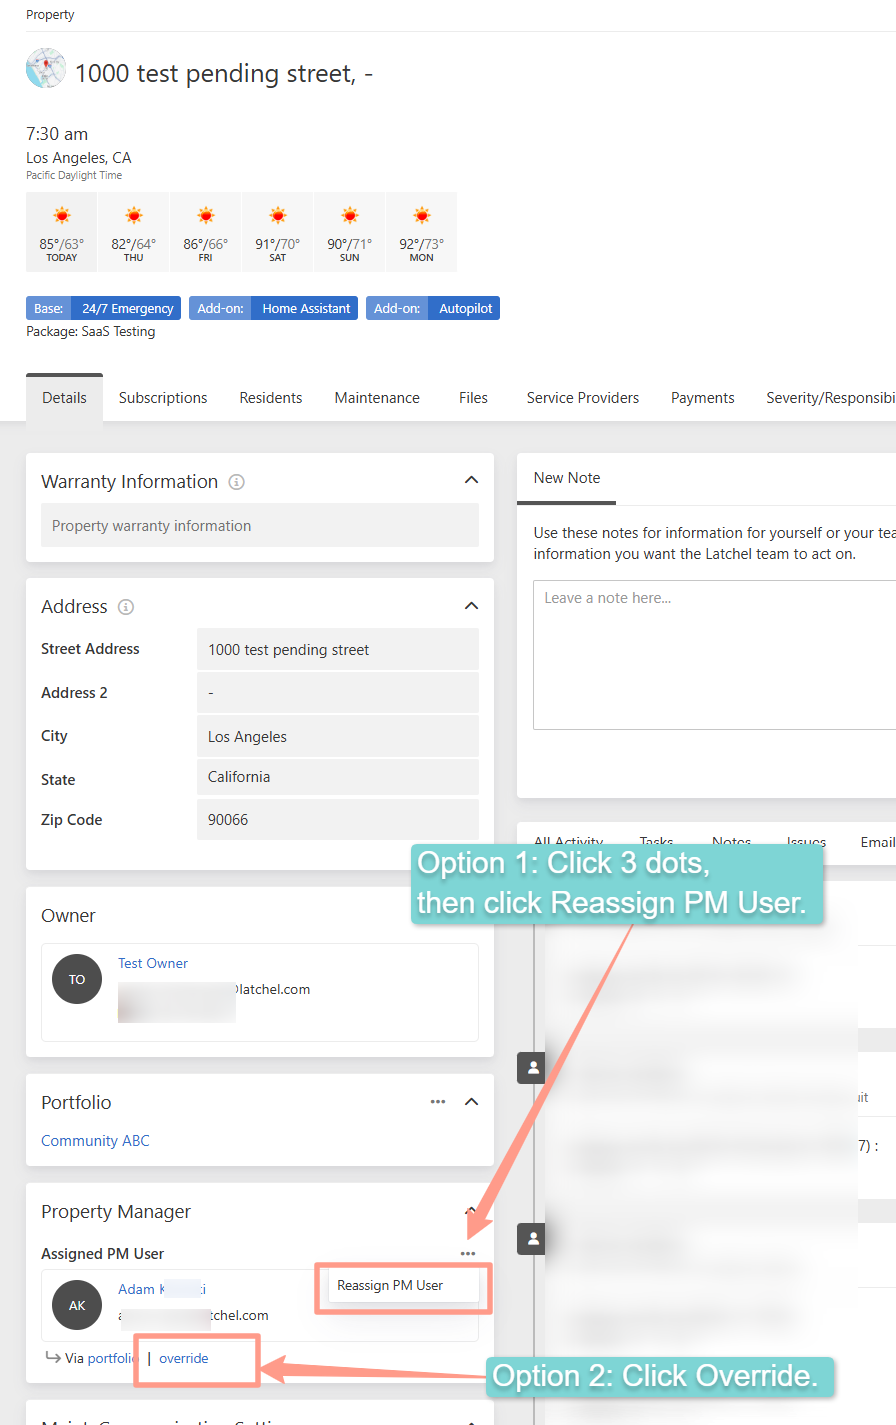 Property
1000 test pending street, -
7:30 am
Los Angeles, CA
Pacific Daylight Time
85°/63° 82°/64° 86°/66° 91°/70° 90°/71° 92°/73°
TODAY THU FRI SAT SUN MON
Base: 24/7 Emergency Add-on: Home Assistant Add-on: Autopilot
Package: SaaS Testing
Details Subscriptions Residents Maintenance Files Service Providers Payments Severity/Responsibi
Warranty Information
Property warranty information
New Note
Use these notes for information for yourself or your tea
information you want the Latchel team to act on.
Leave a note here...
Address
Street Address 1000 test pending street
Address 2 -
City Los Angeles
State California
Zip Code 90066
All Activity Tasks Notes Issues Email
Option 1: Click 3 dots,
then click Reassign PM User.
Owner
TO
Test Owner
latchel.com
Portfolio
Community ABC
uit
7) :
Property Manager
Assigned PM User
AK
Adam K
Reassign PM User
tchel.com
Via portfolio | override
Option 2: Click Override.